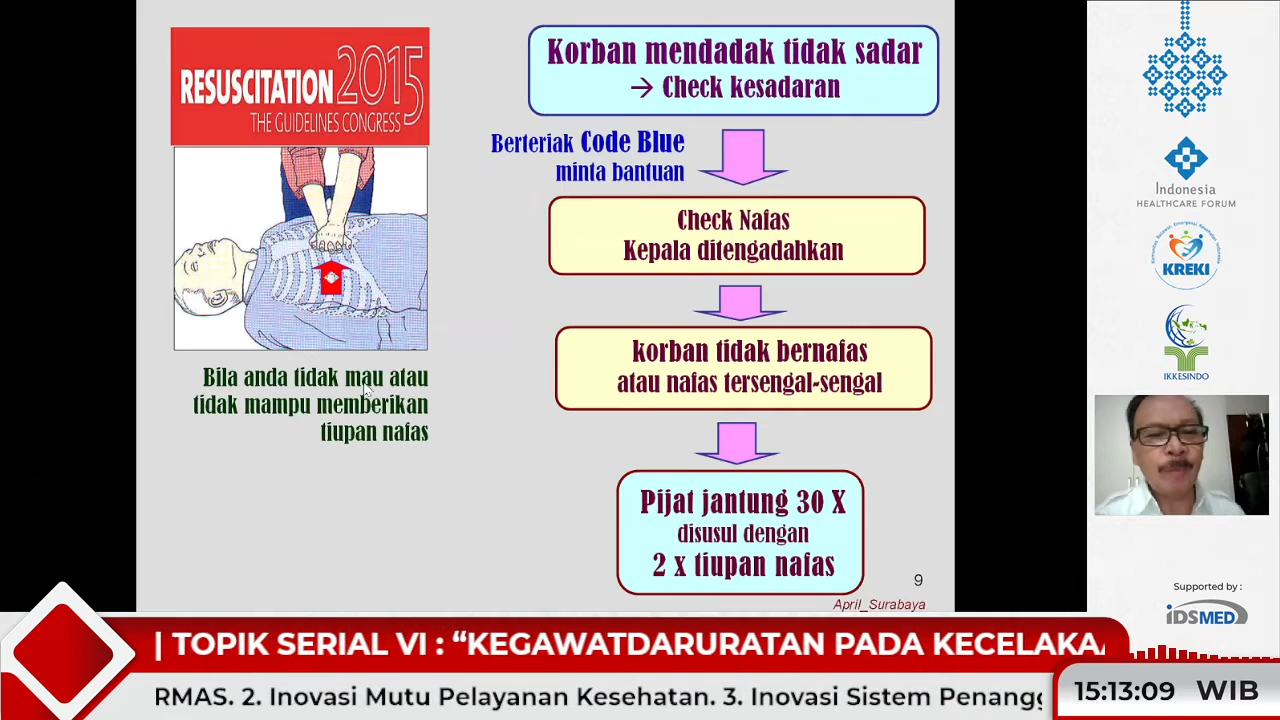 RESUSCITATION 2015
THE GUIDELINES CONGRESS
Bila anda tidak mau atau
tidak mampu memberikan
tiupan nafas
Korban mendadak tidak sadar
→ Check kesadaran
Berteriak Code Blue
minta bantuan
Check Nafas
Kepala ditengadahkan
korban tidak bernafas
atau nafas tersengal-sengal
Pijat jantung 30 X
disusul dengan
2 x tiupan nafas
9
April_Surabaya
Indonesia
HEALTHCARE FORUM
KREKI
IKKESINDO
Supported by :
iDSMED
| TOPIK SERIAL VI : “KEGAWATDARURATAN PADA KECELAKA
RMAS. 2. Inovasi Mutu Pelayanan Kesehatan. 3. Inovasi Sistem Penangg
15:13:09 WIB